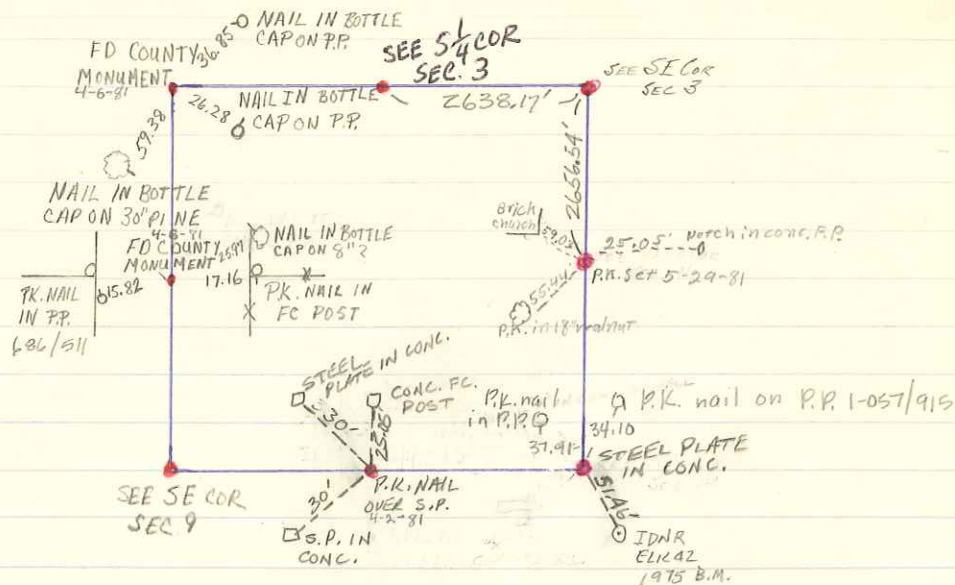 NAIL IN BOTTLE
CAP ON P.P.
36.85
FD COUNTY
MONUMENT
4-6-81
SEE S 1/4 COR
SEC. 3
SEE SE COR
SEC 3
26.28
NAIL IN BOTTLE
CAP ON P.P.
2638.17'
59.38
NAIL IN BOTTLE
CAP ON 30" PINE
2656.54'
4-6-81
FD COUNTY
MONUMENT
25.97
NAIL IN BOTTLE
CAP ON 8" ?
17.16
P.K. NAIL IN
FC POST
15.82
P.K. NAIL
IN P.P.
686/511
Brick
church
59.03
25.05'
notch in conc. F.P.
P.K. Set 5-29-81
55.44
P.K. in 18" walnut
STEEL
PLATE IN CONC.
3.30'
CONC. FC.
POST
P.K. nail
in P.P.
P.K. nail on P.P. 1-057/915
37.91
34.10
STEEL PLATE
IN CONC.
SEE SE COR
SEC 9
P.K. NAIL
OVER S.P.
4-2-81
30'
S.P. IN
CONC.
51.46'
IDNR
ELK 42
1975 B.M.